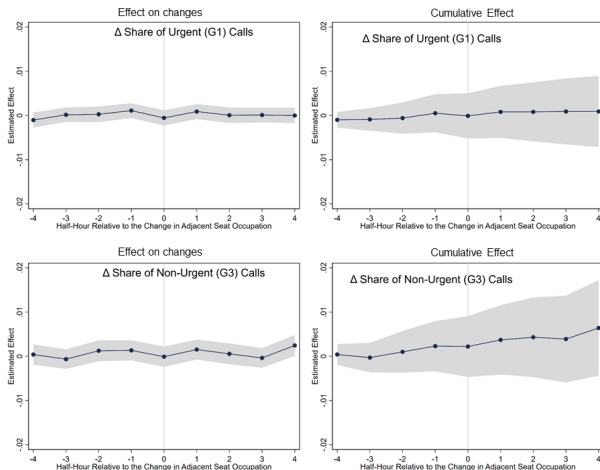 Effect on changes
Δ Share of Urgent (G1) Calls
Estimated Effect
.02
.01
0
-.01
-.02
-4 -3 -2 -1 0 1 2 3 4
Half-Hour Relative to the Change in Adjacent Seat Occupation
Cumulative Effect
Δ Share of Urgent (G1) Calls
Estimated Effect
.02
.01
0
-.01
-.02
-4 -3 -2 -1 0 1 2 3 4
Half-Hour Relative to the Change in Adjacent Seat Occupation
Effect on changes
Δ Share of Non-Urgent (G3) Calls
Estimated Effect
.02
.01
0
-.01
-.02
-4 -3 -2 -1 0 1 2 3 4
Half-Hour Relative to the Change in Adjacent Seat Occupation
Cumulative Effect
Δ Share of Non-Urgent (G3) Calls
Estimated Effect
.02
.01
0
-.01
-.02
-4 -3 -2 -1 0 1 2 3 4
Half-Hour Relative to the Change in Adjacent Seat Occupation